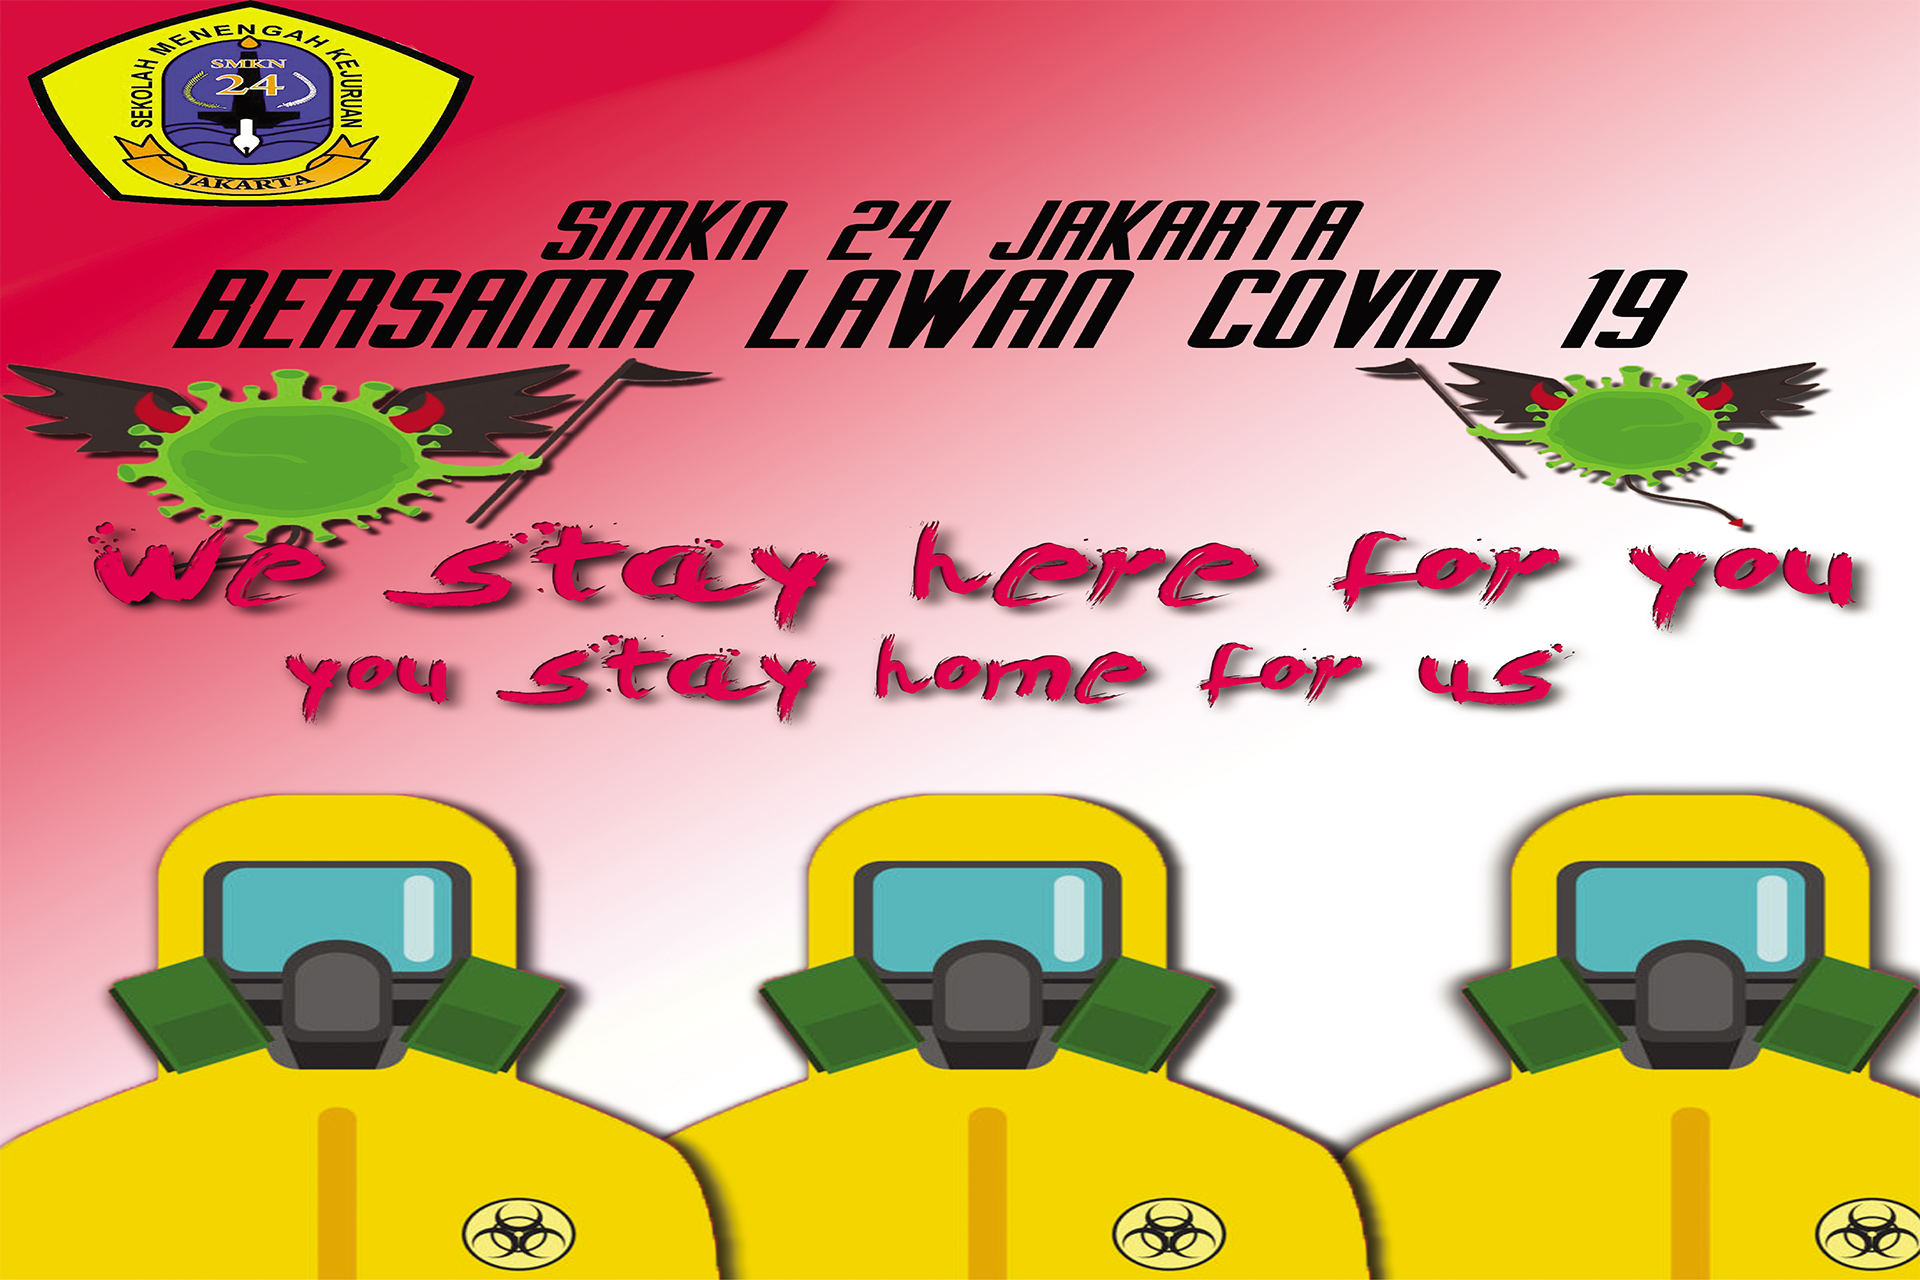 SEKOLAH MENENGAH KEJURUAN
SMKN
24
JAKARTA
SMKN 24 JAKARTA
BERSAMA LAWAN COVID 19
we stay here for you
you stay home for us